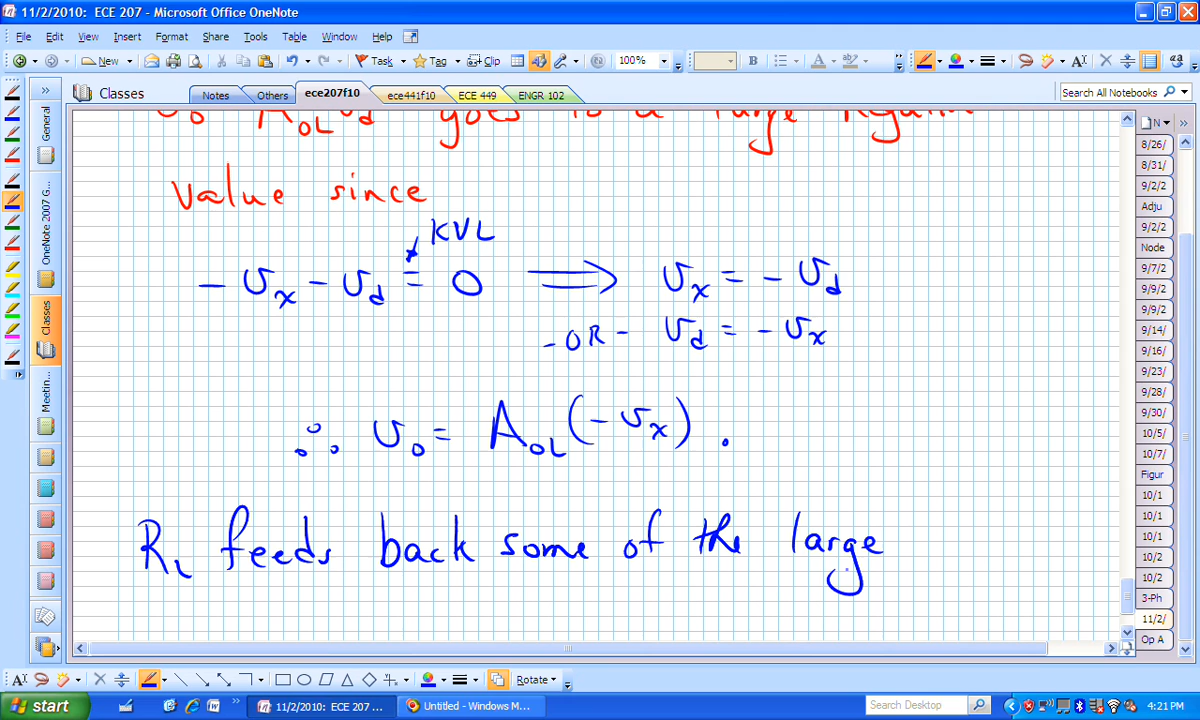 11/2/2010: ECE 207 - Microsoft Office OneNote
File Edit View Insert Format Share Tools Table Window Help
Back New Task Tag Clip 100% B
Classes Notes Others ece207f10 ece441f10 ECE 449 ENGR 102 Search All Notebooks
General
OneNote 2007 G...
Classes
Meetin...
value since
KVL
- υx - υd = 0 ⟹ υx = - υd
- OR - υd = - υx
∴ υo = AOL (- υx) .
R1 feeds back some of the large
N
8/26/
8/31/
9/2/2
Adju
9/2/2
Node
9/7/2
9/9/2
9/9/2
9/14/
9/16/
9/23/
9/28/
9/30/
10/5/
10/7/
Figur
10/1
10/1
10/1
10/2
10/2
3-Ph
11/2/
Op A
Rotate
start 11/2/2010: ECE 207 ... Untitled - Windows M... Search Desktop 4:21 PM